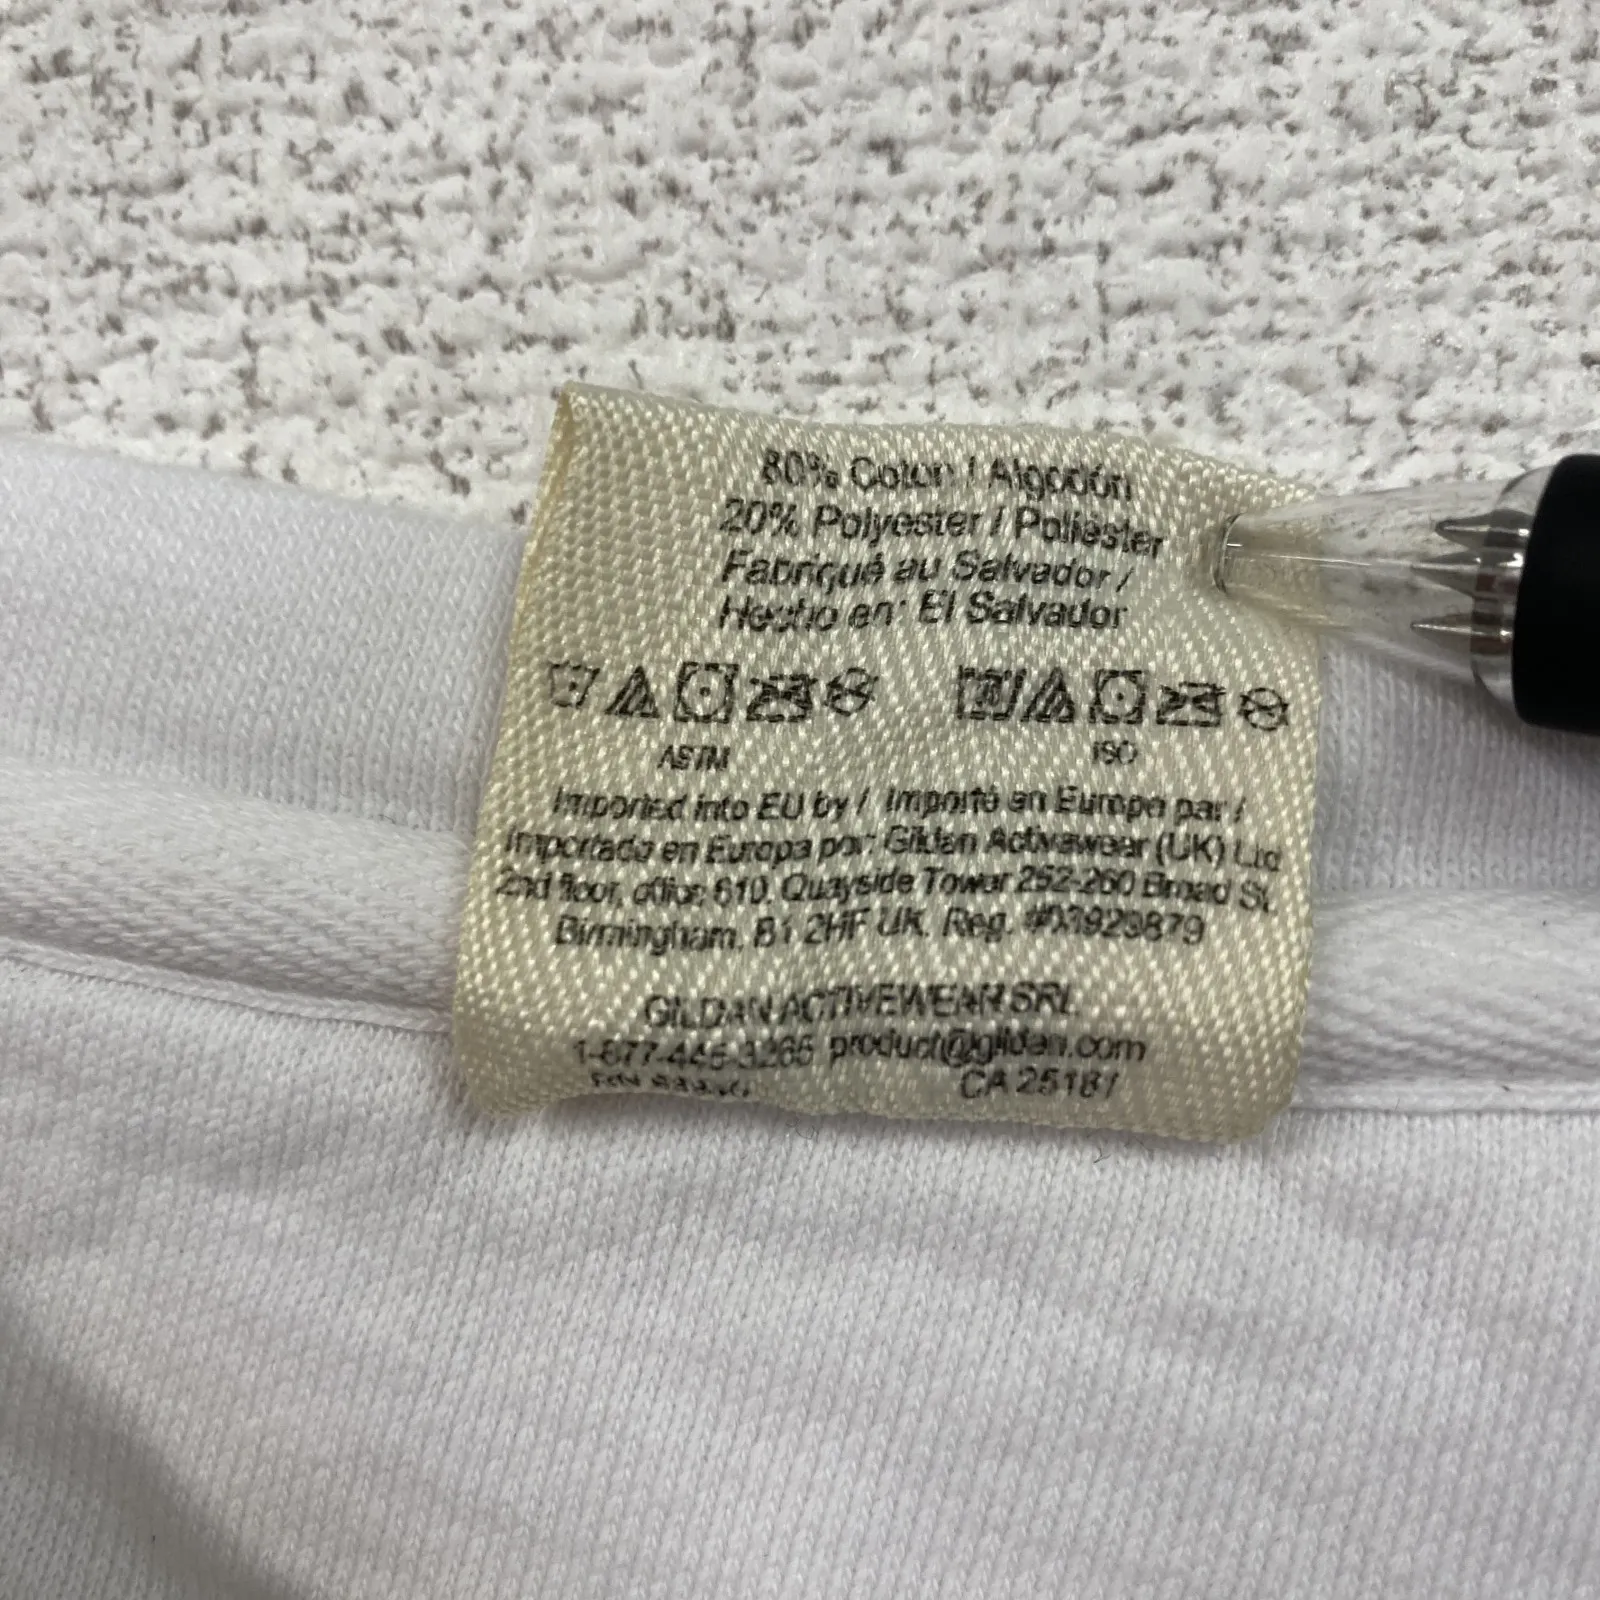 80% Coton / Algodón
20% Polyester / Poliester
Fabriqué au Salvador /
Hecho en: El Salvador
ASTM
ISO
Imported into EU by / Importé en Europe par /
Importado en Europa por: Gildan Activewear (UK) Ltd
2nd floor, office 610, Quayside Tower 252-260 Broad St.
Birmingham, B1 2HF UK. Reg. #03929879
GILDAN ACTIVEWEAR SRL
1-877-445-3265 product@gildan.com
CA 25181